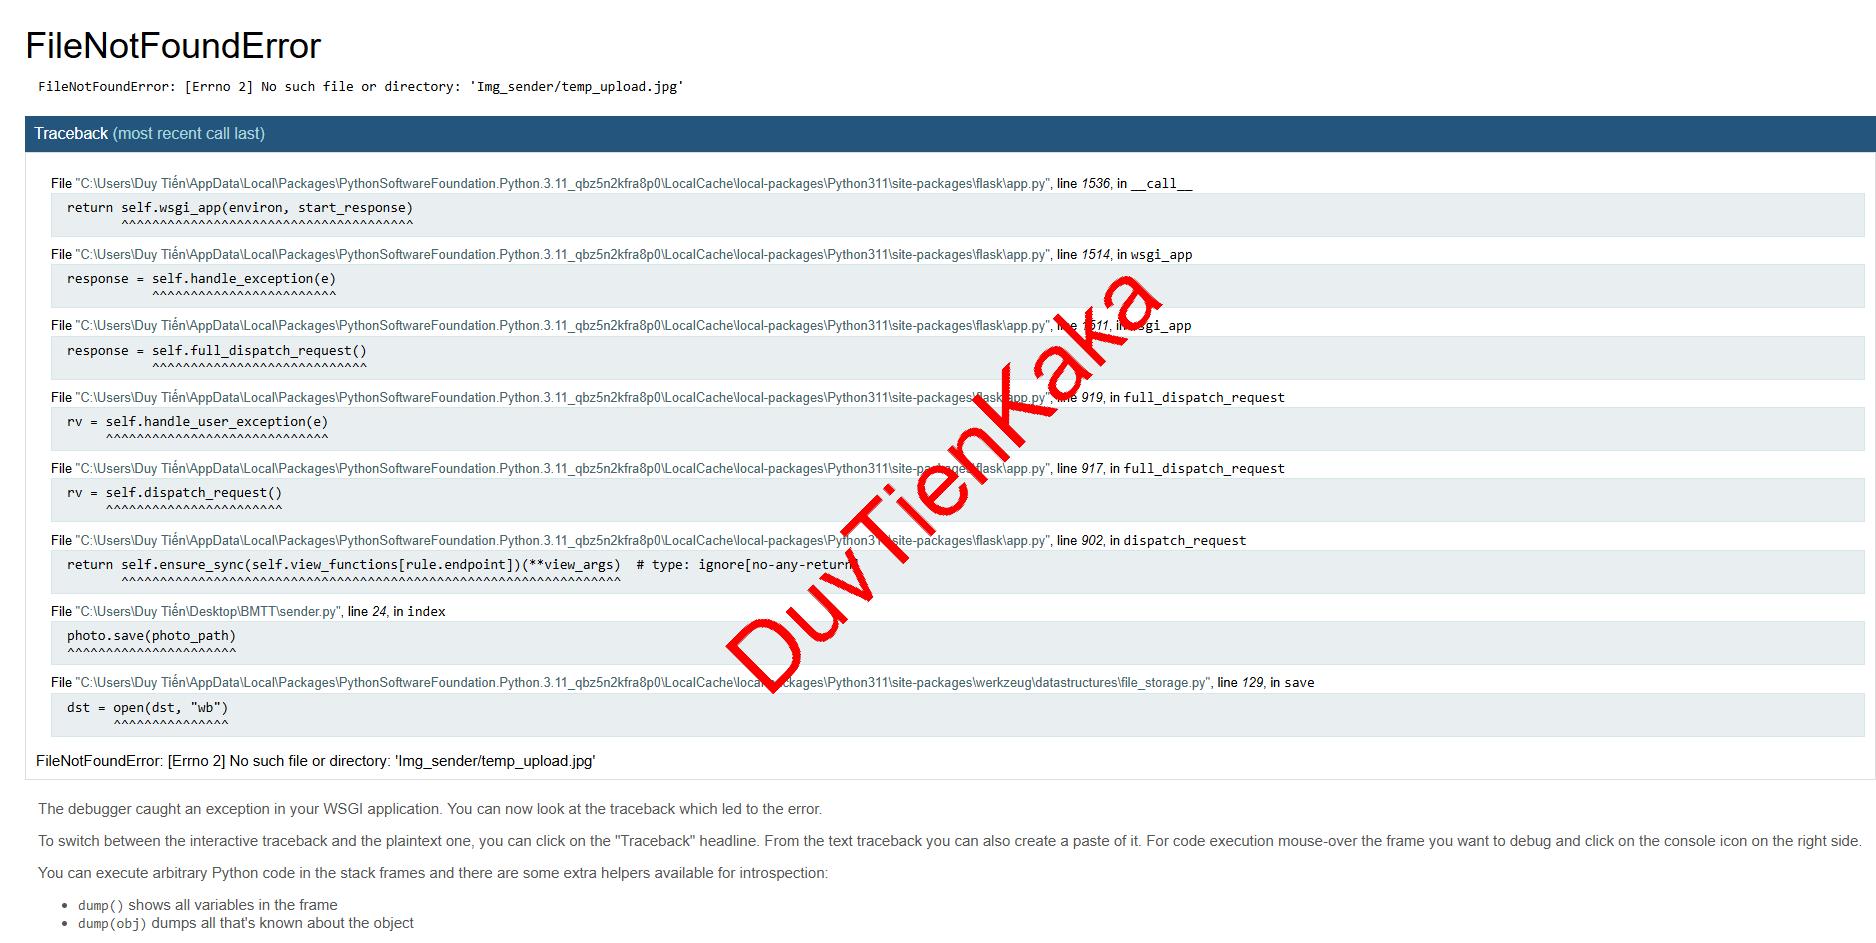 FileNotFoundError
FileNotFoundError: [Errno 2] No such file or directory: 'Img_sender/temp_upload.jpg'
Traceback (most recent call last)
File "C:\Users\Duy Tiến\AppData\Local\Packages\PythonSoftwareFoundation.Python.3.11_qbz5n2kfra8p0\LocalCache\local-packages\Python311\site-packages\flask\app.py", line 1536, in __call__
return self.wsgi_app(environ, start_response)
^^^^^^^^^^^^^^^^^^^^^^^^^^^^^^^^^^^^^^
File "C:\Users\Duy Tiến\AppData\Local\Packages\PythonSoftwareFoundation.Python.3.11_qbz5n2kfra8p0\LocalCache\local-packages\Python311\site-packages\flask\app.py", line 1514, in wsgi_app
response = self.handle_exception(e)
^^^^^^^^^^^^^^^^^^^^^^^^
File "C:\Users\Duy Tiến\AppData\Local\Packages\PythonSoftwareFoundation.Python.3.11_qbz5n2kfra8p0\LocalCache\local-packages\Python311\site-packages\flask\app.py", line 1511, in wsgi_app
response = self.full_dispatch_request()
^^^^^^^^^^^^^^^^^^^^^^^^^^^^
File "C:\Users\Duy Tiến\AppData\Local\Packages\PythonSoftwareFoundation.Python.3.11_qbz5n2kfra8p0\LocalCache\local-packages\Python311\site-packages\flask\app.py", line 919, in full_dispatch_request
rv = self.handle_user_exception(e)
^^^^^^^^^^^^^^^^^^^^^^^^^^^^^
File "C:\Users\Duy Tiến\AppData\Local\Packages\PythonSoftwareFoundation.Python.3.11_qbz5n2kfra8p0\LocalCache\local-packages\Python311\site-packages\flask\app.py", line 917, in full_dispatch_request
rv = self.dispatch_request()
^^^^^^^^^^^^^^^^^^^^^^^
File "C:\Users\Duy Tiến\AppData\Local\Packages\PythonSoftwareFoundation.Python.3.11_qbz5n2kfra8p0\LocalCache\local-packages\Python311\site-packages\flask\app.py", line 902, in dispatch_request
return self.ensure_sync(self.view_functions[rule.endpoint])(**view_args)  # type: ignore[no-any-return]
^^^^^^^^^^^^^^^^^^^^^^^^^^^^^^^^^^^^^^^^^^^^^^^^^^^^^^^^^^^^^^^^^
File "C:\Users\Duy Tiến\Desktop\BMTT\sender.py", line 24, in index
photo.save(photo_path)
^^^^^^^^^^^^^^^^^^^^^^
File "C:\Users\Duy Tiến\AppData\Local\Packages\PythonSoftwareFoundation.Python.3.11_qbz5n2kfra8p0\LocalCache\local-packages\Python311\site-packages\werkzeug\datastructures\file_storage.py", line 129, in save
dst = open(dst, "wb")
^^^^^^^^^^^^^^^
DuyTienKaka
FileNotFoundError: [Errno 2] No such file or directory: 'Img_sender/temp_upload.jpg'
The debugger caught an exception in your WSGI application. You can now look at the traceback which led to the error.
To switch between the interactive traceback and the plaintext one, you can click on the "Traceback" headline. From the text traceback you can also create a paste of it. For code execution mouse-over the frame you want to debug and click on the console icon on the right side.
You can execute arbitrary Python code in the stack frames and there are some extra helpers available for introspection:
• dump() shows all variables in the frame
• dump(obj) dumps all that's known about the object